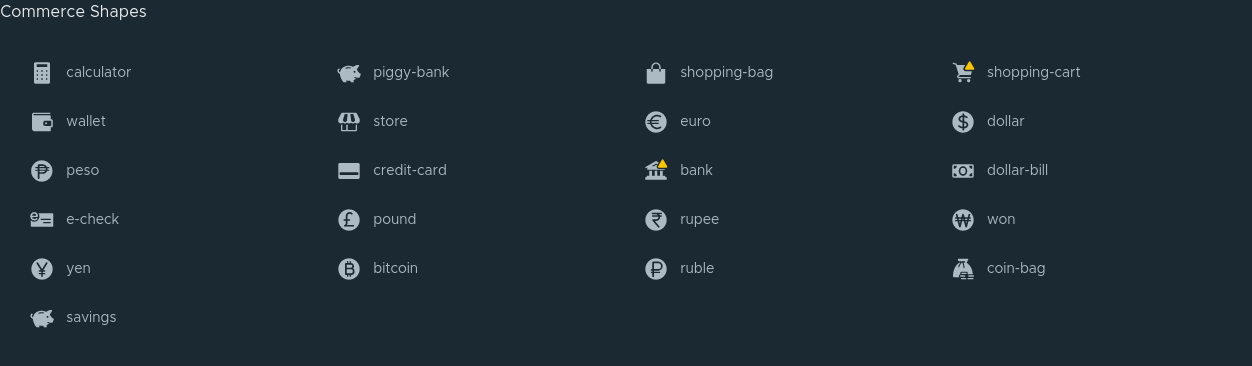 Commerce Shapes
calculator
piggy-bank
shopping-bag
shopping-cart
wallet
store
euro
dollar
peso
credit-card
bank
dollar-bill
e-check
pound
rupee
won
yen
bitcoin
ruble
coin-bag
savings